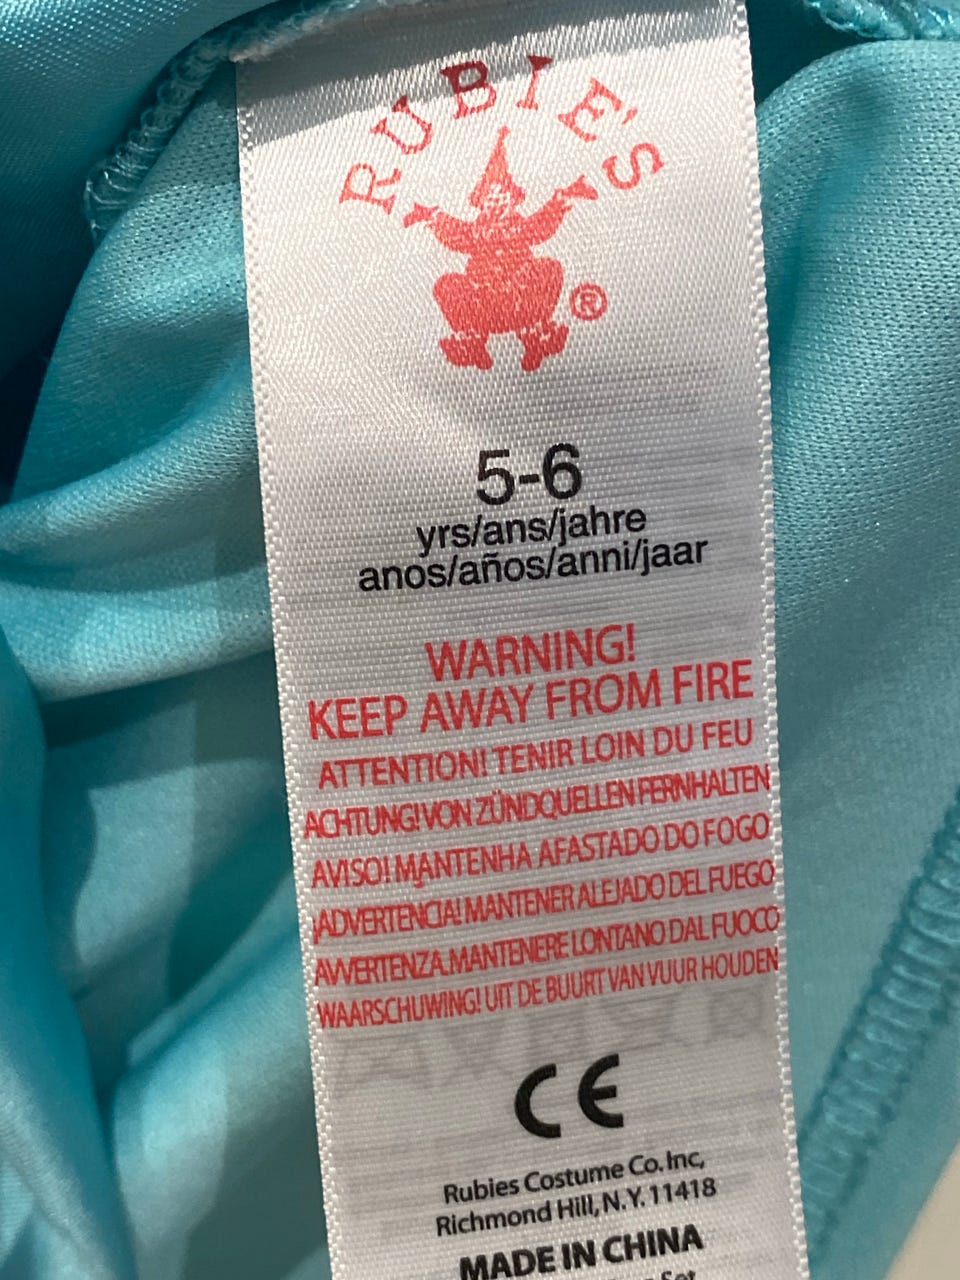 RUBIE'S
®
5-6
yrs/ans/jahre
anos/años/anni/jaar
WARNING!
KEEP AWAY FROM FIRE
ATTENTION! TENIR LOIN DU FEU
ACHTUNG! VON ZÜNDQUELLEN FERNHALTEN
AVISO! MANTENHA AFASTADO DO FOGO
¡ADVERTENCIA! MANTENER ALEJADO DEL FUEGO
AVVERTENZA. MANTENERE LONTANO DAL FUOCO
WAARSCHUWING! UIT DE BUURT VAN VUUR HOUDEN
CE
Rubies Costume Co. Inc,
Richmond Hill, N.Y. 11418
MADE IN CHINA
Set